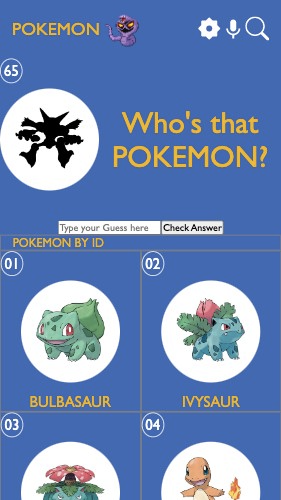 POKEMON
65
Who's that
POKEMON?
Type your Guess here Check Answer
POKEMON BY ID
01 02
BULBASAUR IVYSAUR
03 04